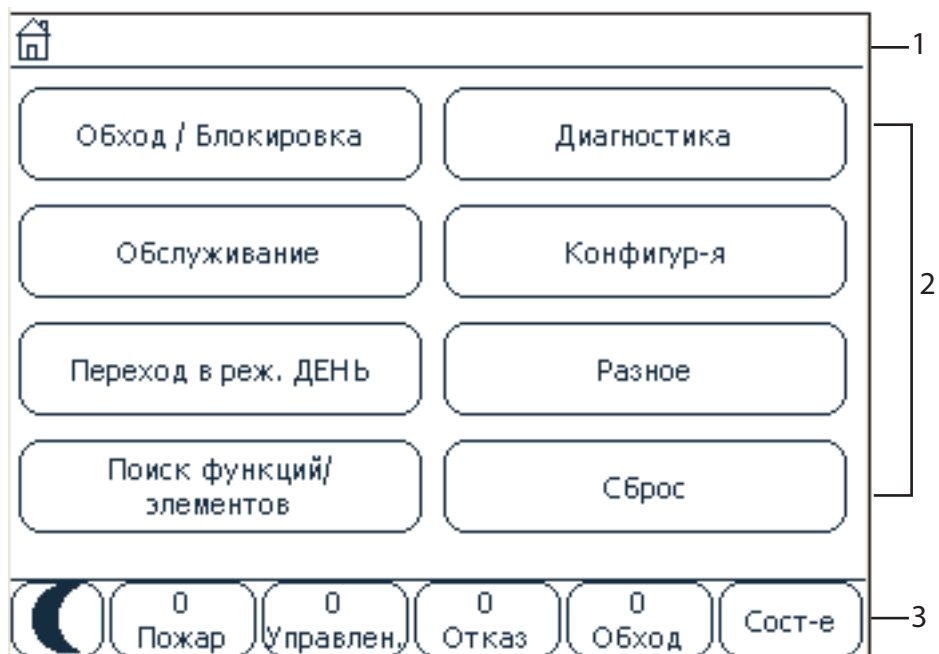 1
Обход / Блокировка
Диагностика
2
Обслуживание
Конфигур-я
Переход в реж. ДЕНЬ
Разное
Поиск функций/
элементов
Сброс
0
Пожар
0
Управлен,
0
Отказ
0
Обход
Сост-е
3